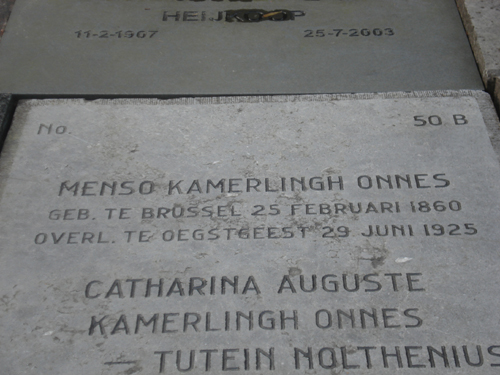 HEIJKOOP
11-2-1967 25-7-2003
No. 50 B
MENSO KAMERLINGH ONNES
GEB. TE BRUSSEL 25 FEBRUARI 1860
OVERL. TE OEGSTGEEST 29 JUNI 1925
CATHARINA AUGUSTE
KAMERLINGH ONNES
— TUTEIN NOLTHENIUS